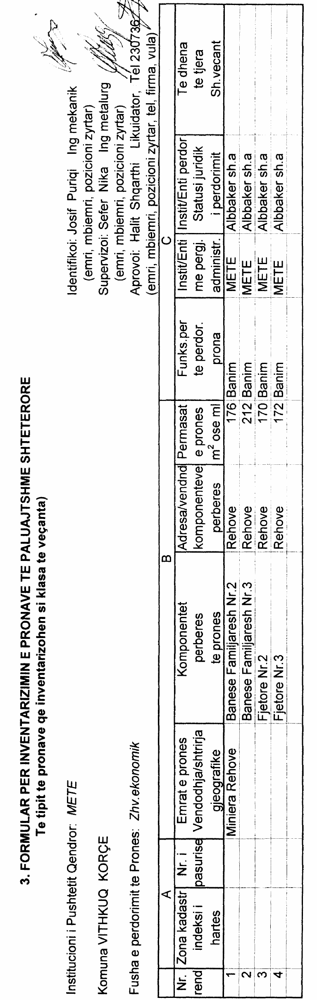 3. FORMULAR PER INVENTARIZIMIN E PRONAVE TE PALUAJTSHME SHTETERORE
Te tipit te pronave qe inventarizohen si klasa te veçanta)
Institucioni i Pushtetit Qendror: METE
Identifikoi: Josif Puriqi Ing mekanik
(emri, mbiemri, pozicioni zyrtar)
Komuna VITHKUQ KORÇE
Supervizoi: Sefer Nika Ing metalurg
(emri, mbiemri, pozicioni zyrtar)
Fusha e perdorimit te Prones: Zhv.ekonomik
Aprovoi: Halit Shqarthi Likuidator, Tel 230736
(emri, mbiemri, pozicioni zyrtar, tel, firma, vula)
A B C
Nr. Zona kadastr Nr. i Emrat e prones Komponentet Adresa/vendnd Permasat Funks.per Instit/Enti Instit/Enti perdor Te dhena
rend indeksi i pasurise Vendodhja/shtrirja perberes komponenteve e prones te perdor. me pergj. Statusi juridik te tjera
hartes gjeografike te prones perberes m² ose ml prona administr. i perdorimit Sh.vecant
1 Miniera Rehove Banese Familjaresh Nr.2 Rehove 176 Banim METE Albbaker sh.a
2 Banese Familjaresh Nr.3 Rehove 212 Banim METE Albbaker sh.a
3 Fjetore Nr.2 Rehove 170 Banim METE Albbaker sh.a
4 Fjetore Nr.3 Rehove 172 Banim METE Albbaker sh.a